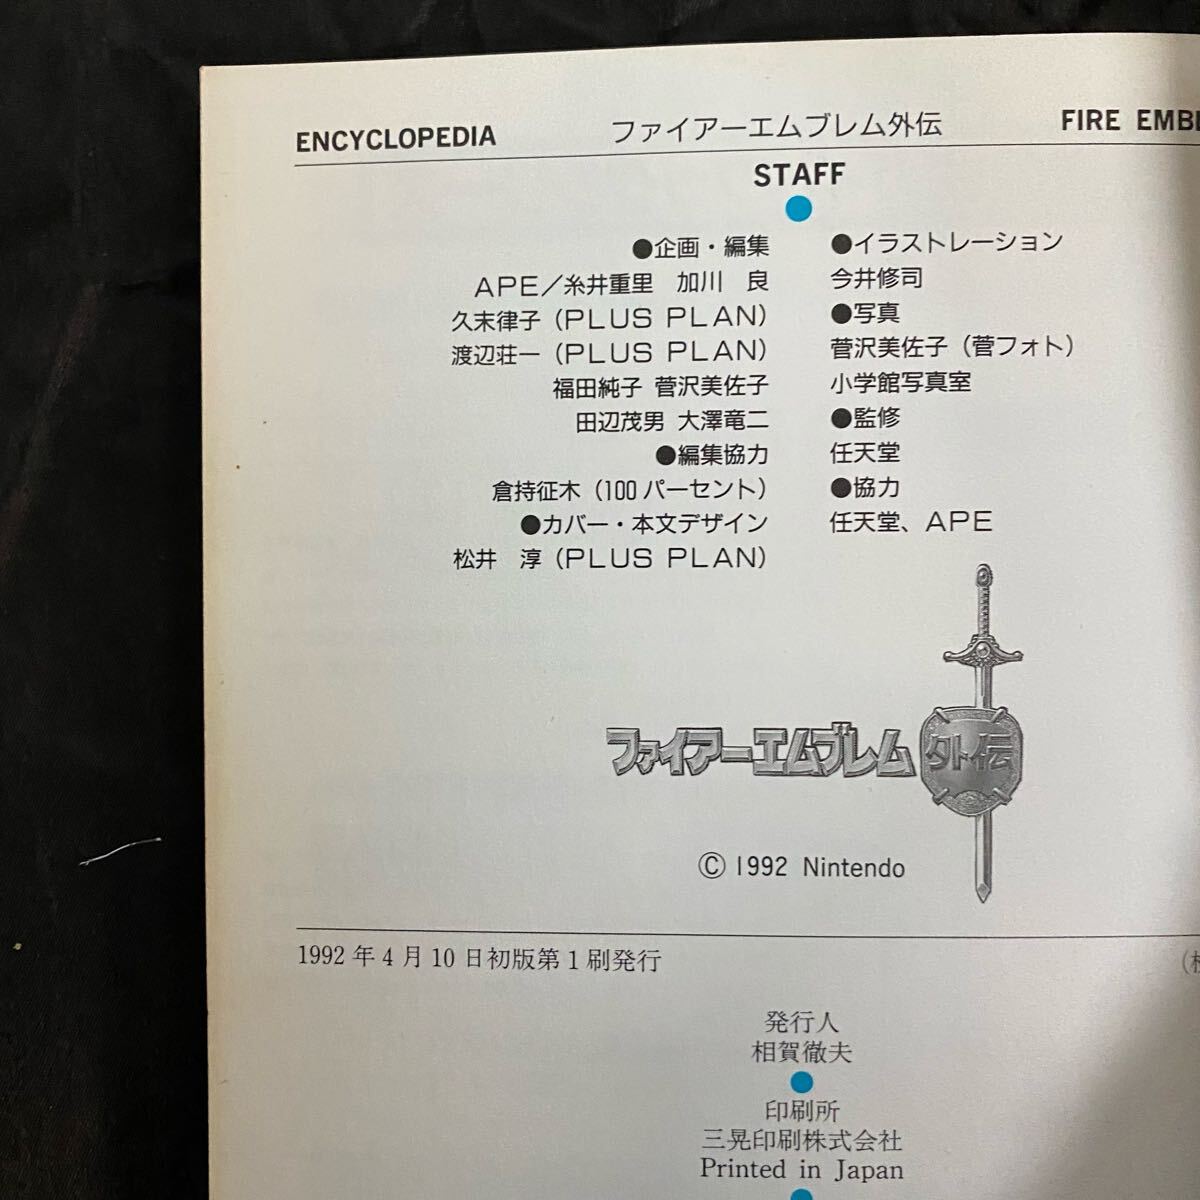 ENCYCLOPEDIA
ファイアーエムブレム外伝
FIRE
STAFF
●企画・編集
APE／糸井重里 加川 良
久末律子（PLUS PLAN）
渡辺荘一（PLUS PLAN）
福田純子 菅沢美佐子
田辺茂男 大澤竜二
●編集協力
倉持征木（100パーセント）
●カバー・本文デザイン
松井 淳（PLUS PLAN）
●イラストレーション
今井修司
●写真
菅沢美佐子（菅フォト）
小学館写真室
●監修
任天堂
●協力
任天堂、APE
ファイアーエムブレム外伝
Ⓒ 1992 Nintendo
1992年4月10日初版第1刷発行
発行人
相賀徹夫
印刷所
三晃印刷株式会社
Printed in Japan